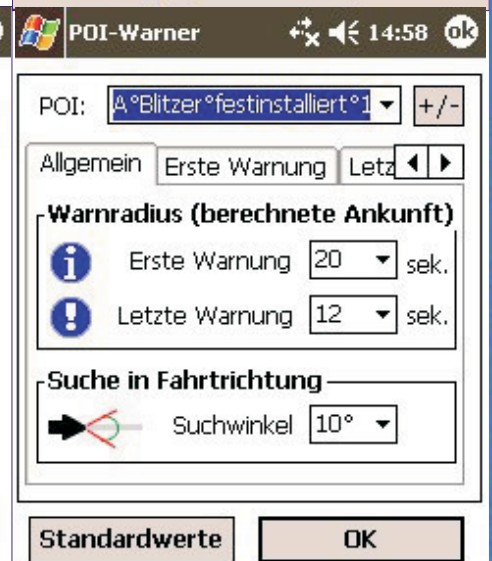 POI-Warner 14:58 ok
POI: A°Blitzer°festinstalliert°1 +/-
Allgemein Erste Warnung Letz
Warnradius (berechnete Ankunft)
Erste Warnung 20 sek.
Letzte Warnung 12 sek.
Suche in Fahrtrichtung
Suchwinkel 10°
Standardwerte OK